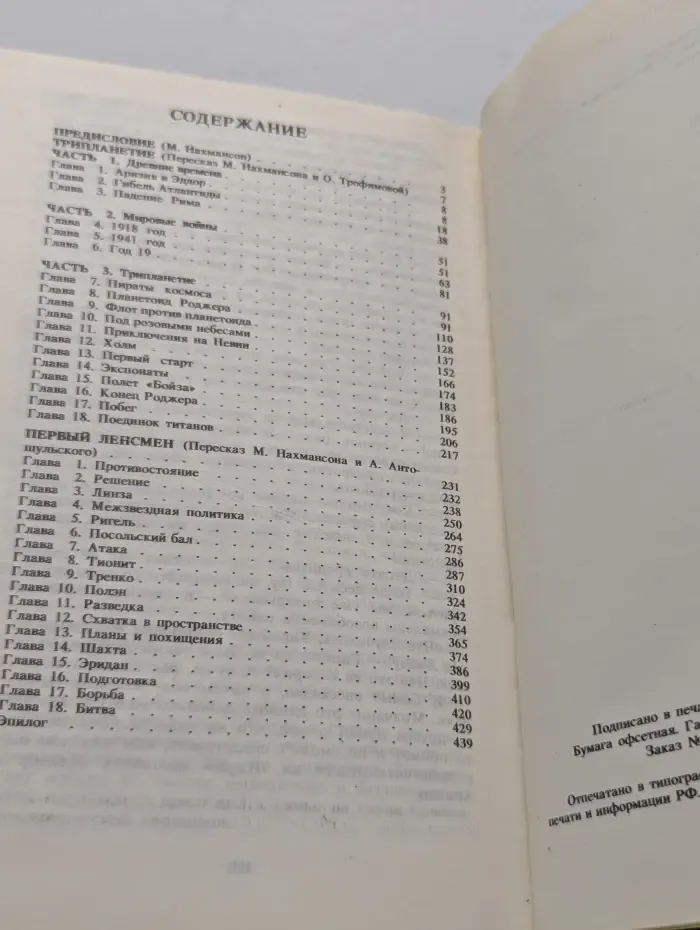 СОДЕРЖАНИЕ
ПРЕДИСЛОВИЕ (М. Нахмансон) . . . 3
ТРИПЛАНЕТИЕ (Пересказ М. Нахмансона и О. Трофимовой) 7
ЧАСТЬ 1. Древние времена . . . 8
Глава 1. Аризия и Эддор . . . 8
Глава 2. Гибель Атлантиды . . . 18
Глава 3. Падение Рима . . . 38
ЧАСТЬ 2. Мировые войны . . . 51
Глава 4. 1918 год . . . 51
Глава 5. 1941 год . . . 63
Глава 6. Год 19 . . . 81
ЧАСТЬ 3. Трипланетие . . . 91
Глава 7. Пираты космоса . . . 91
Глава 8. Планетоид Роджера . . . 110
Глава 9. Флот против планетоида . . . 128
Глава 10. Под розовыми небесами . . . 137
Глава 11. Приключения на Невии . . . 152
Глава 12. Холм . . . 166
Глава 13. Первый старт . . . 174
Глава 14. Экспонаты . . . 183
Глава 15. Полет «Бойза» . . . 186
Глава 16. Конец Роджера . . . 195
Глава 17. Побег . . . 206
Глава 18. Поединок титанов . . . 217
ПЕРВЫЙ ЛЕНСМЕН (Пересказ М. Нахмансона и А. Анто-
шульского) . . . 231
Глава 1. Противостояние . . . 232
Глава 2. Решение . . . 238
Глава 3. Линза . . . 250
Глава 4. Межзвездная политика . . . 264
Глава 5. Ригель . . . 275
Глава 6. Посольский бал . . . 286
Глава 7. Атака . . . 287
Глава 8. Тионит . . . 310
Глава 9. Тренко . . . 324
Глава 10. Полэн . . . 342
Глава 11. Разведка . . . 354
Глава 12. Схватка в пространстве . . . 365
Глава 13. Планы и похищения . . . 374
Глава 14. Шахта . . . 386
Глава 15. Эридан . . . 399
Глава 16. Подготовка . . . 410
Глава 17. Борьба . . . 420
Глава 18. Битва . . . 429
Эпилог . . . 439
Подписано в печа
Бумага офсетная. Га
Заказ №
Отпечатано в типограф
печати и информации РФ.